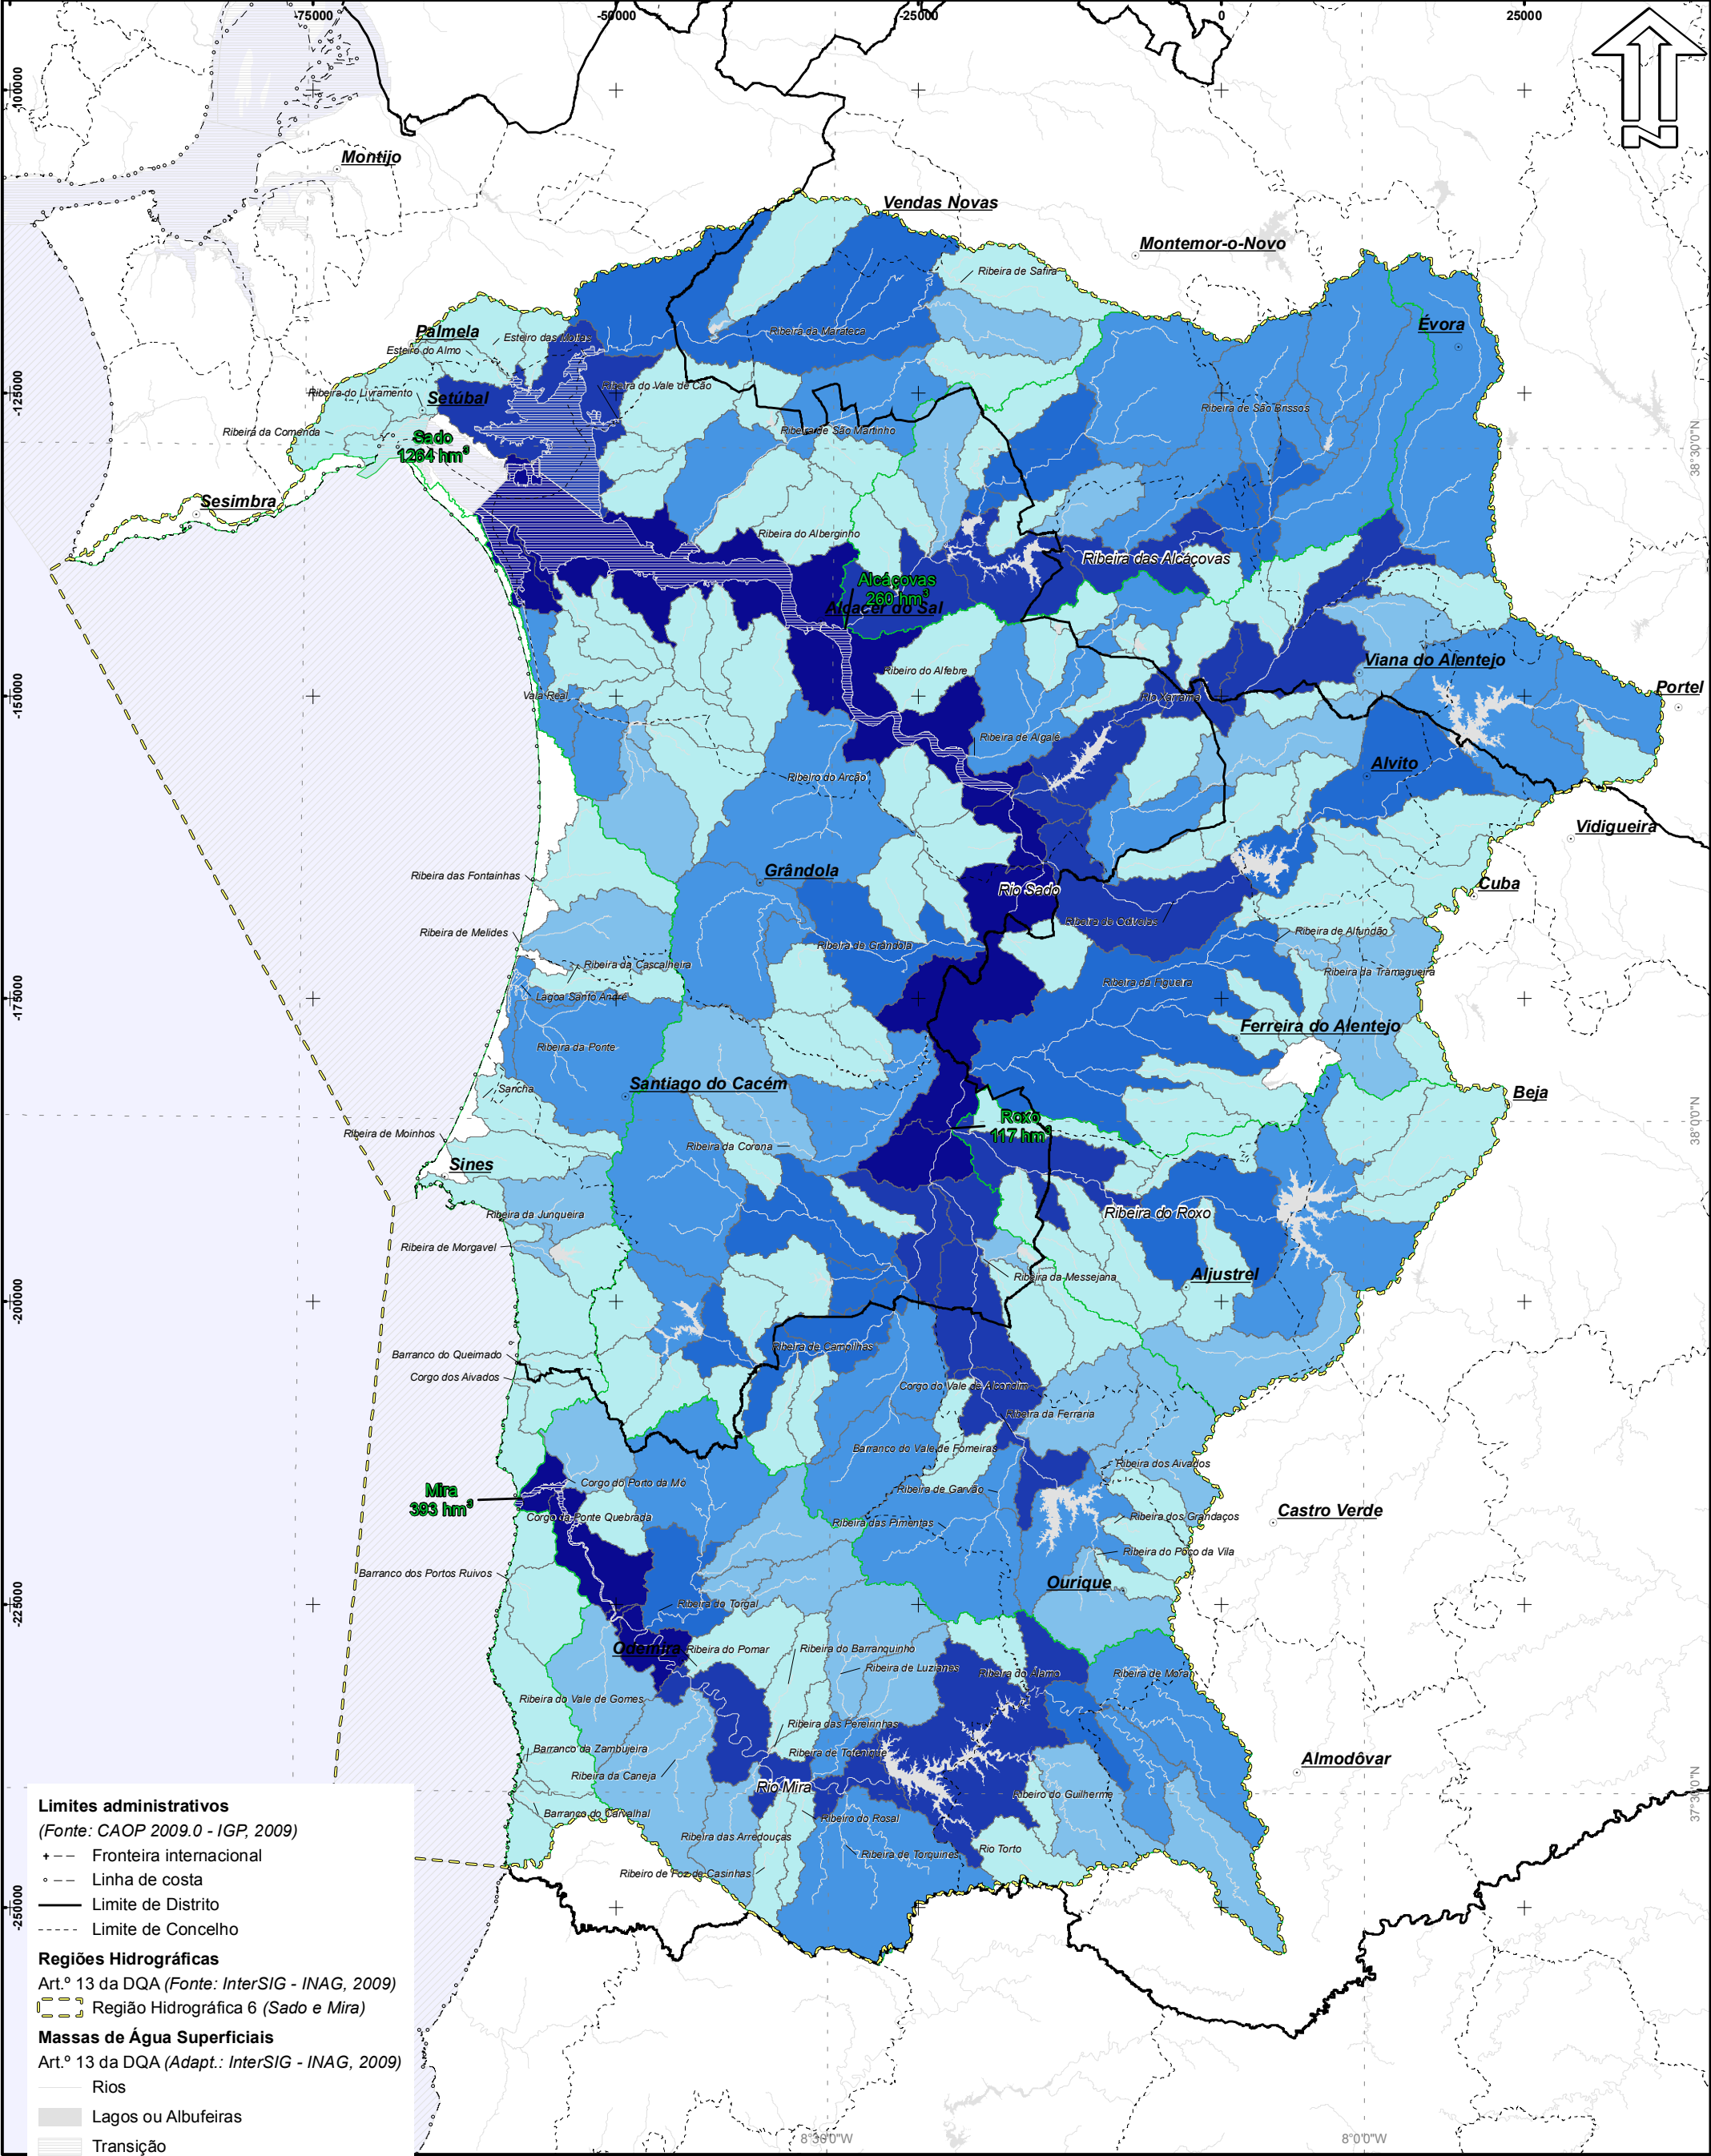 -75000
-50000
-25000
0
25000
-100000
N
Montijo
Vendas Novas
Montemor-o-Novo
Ribeira de Safira
Palmela
Ribeira da Marateca
Évora
Esteiro das Moitas
Esteiro do Almo
-125000
Ribeira do Vale de Cão
Ribeira do Livramento
Setúbal
Ribeira de São Brissos
Ribeira da Comenda
Ribeira de São Martinho
Sado
1264 hm³
38°30'0"N
Sesimbra
Ribeira do Alberginho
Ribeira das Alcáçovas
Alcáçovas
260 hm³
Alcácer do Sal
Viana do Alentejo
Ribeiro do Alfebre
Portel
-150000
Vala Real
Rio Xarrama
Ribeira de Algalé
Alvito
Ribeiro do Arcão
Vidigueira
Grândola
Ribeira das Fontainhas
Cuba
Rio Sado
Ribeira de Odivelas
Ribeira de Melides
Ribeira de Alfundão
Ribeira de Grândola
Ribeira da Cascalheira
Ribeira da Tramagueira
-175000
Lagoa Santo André
Ribeira da Figueira
Ferreira do Alentejo
Ribeira da Ponte
Santiago do Cacém
Sancha
Beja
Roxo
117 hm³
38°0'0"N
Ribeira de Moinhos
Ribeira da Corona
Sines
Ribeira da Junqueira
Ribeira do Roxo
Ribeira de Morgavel
Aljustrel
Ribeira da Messejana
-200000
Ribeira de Campilhas
Barranco do Queimado
Corgo dos Aivados
Corgo do Vale de Alcondim
Ribeira da Ferraria
Barranco do Vale de Fomeiras
Ribeira dos Aivados
Corgo do Porto da Mó
Mira
393 hm³
Ribeira de Garvão
Castro Verde
Corgo da Ponte Quebrada
Ribeira das Pimentas
Ribeira dos Grandaços
Ribeira do Poço da Vila
Barranco dos Portos Ruivos
Ourique
-225000
Ribeira do Torgal
Odemira
Ribeira do Pomar
Ribeira do Barranquinho
Ribeira de Luzianes
Ribeira do Álamo
Ribeira de Mora
Ribeira do Vale de Gomes
Ribeira das Pereirinhas
Barranco da Zambujeira
Ribeira de Totenique
Almodôvar
Ribeira da Caneja
Rio Mira
Ribeiro do Guilherme
37°30'0"N
Barranco do Carvalhal
Ribeiro do Rosal
Ribeira das Arredouças
Ribeira de Torquines
Rio Torto
Ribeiro de Foz de Casinhas
-250000
Limites administrativos
(Fonte: CAOP 2009.0 - IGP, 2009)
Fronteira internacional
Linha de costa
Limite de Distrito
Limite de Concelho
Regiões Hidrográficas
Art.º 13 da DQA (Fonte: InterSIG - INAG, 2009)
Região Hidrográfica 6 (Sado e Mira)
Massas de Água Superficiais
Art.º 13 da DQA (Adapt.: InterSIG - INAG, 2009)
Rios
Lagos ou Albufeiras
Transição
8°30'0"W
8°0'0"W